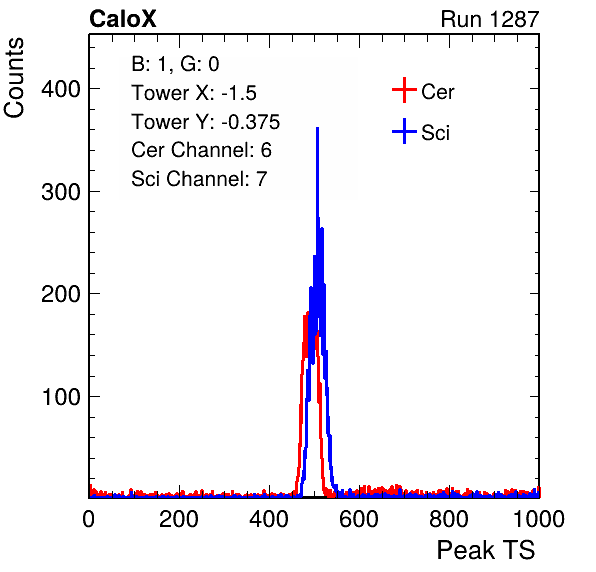 CaloX Run 1287
Counts
B: 1, G: 0
Tower X: -1.5
Tower Y: -0.375
Cer Channel: 6
Sci Channel: 7
Cer
Sci
400
300
200
100
0 200 400 600 800 1000
Peak TS